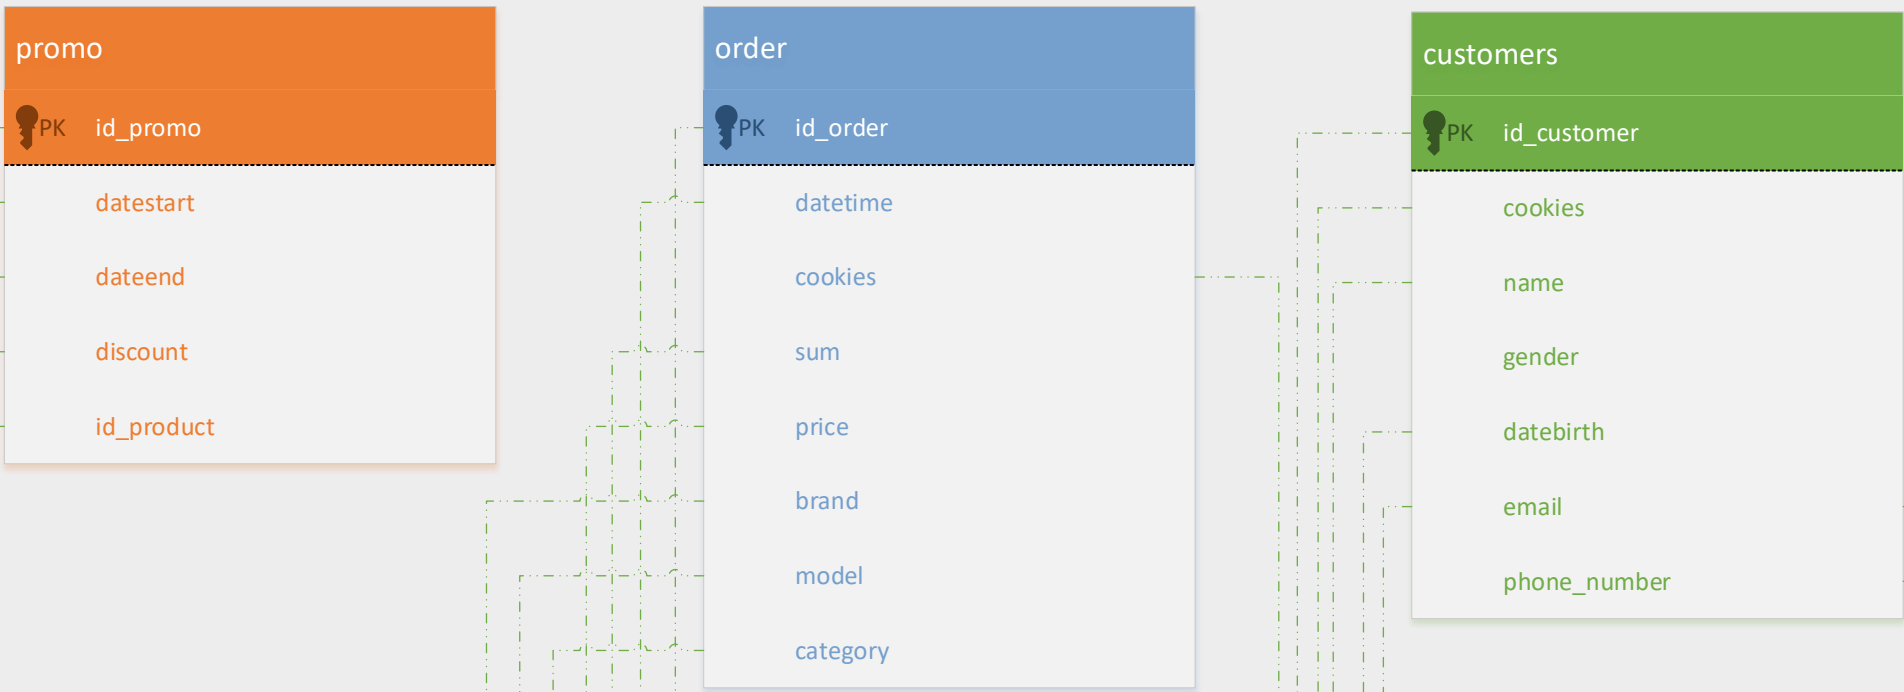 promo
PK id_promo
datestart
dateend
discount
id_product
order
PK id_order
datetime
cookies
sum
price
brand
model
category
customers
PK id_customer
cookies
name
gender
datebirth
email
phone_number